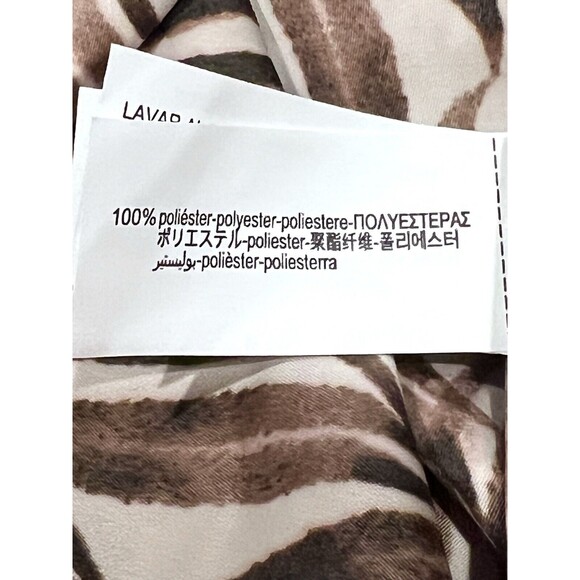 LAVAR
100% poliéster-polyester-poliestere-ΠΟΛΥΕΣΤΕΡΑΣ
ポリエステル-poliester-聚酯纤维-폴리에스터
بوليستير-polièster-poliesterra